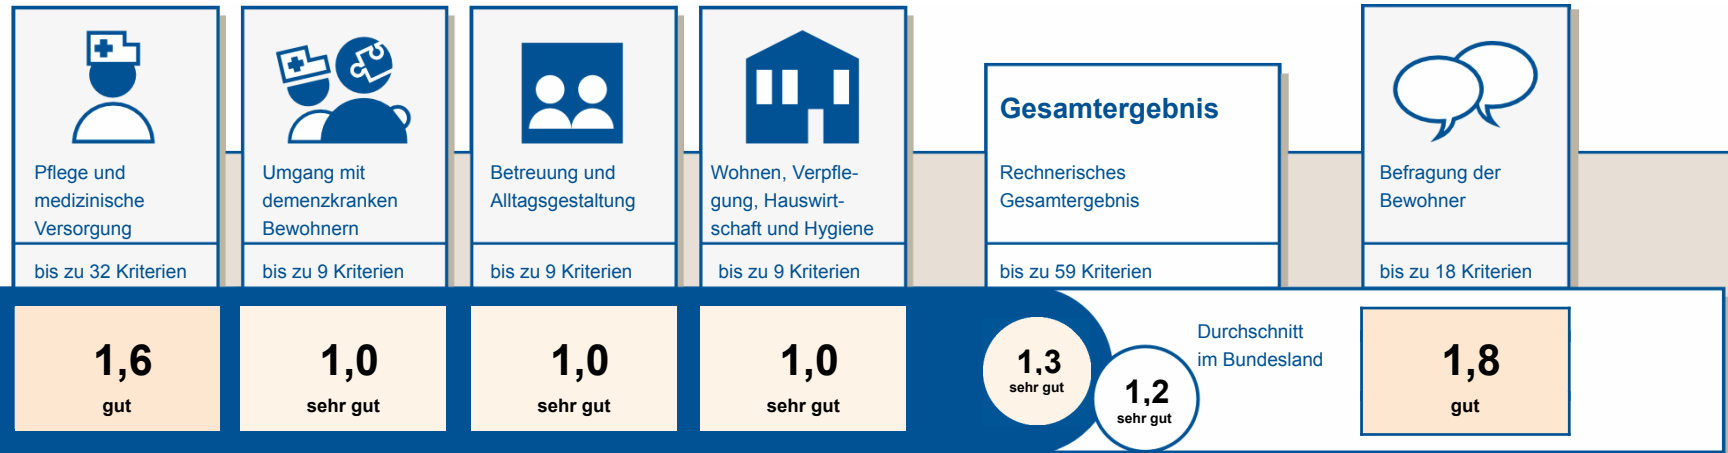 Pflege und
medizinische
Versorgung
bis zu 32 Kriterien
1,6
gut
Umgang mit
demenzkranken
Bewohnern
bis zu 9 Kriterien
1,0
sehr gut
Betreuung und
Alltagsgestaltung
bis zu 9 Kriterien
1,0
sehr gut
Wohnen, Verpfle-
gung, Hauswirt-
schaft und Hygiene
bis zu 9 Kriterien
1,0
sehr gut
Gesamtergebnis
Rechnerisches
Gesamtergebnis
bis zu 59 Kriterien
1,3
sehr gut
Durchschnitt
im Bundesland
1,2
sehr gut
Befragung der
Bewohner
bis zu 18 Kriterien
1,8
gut